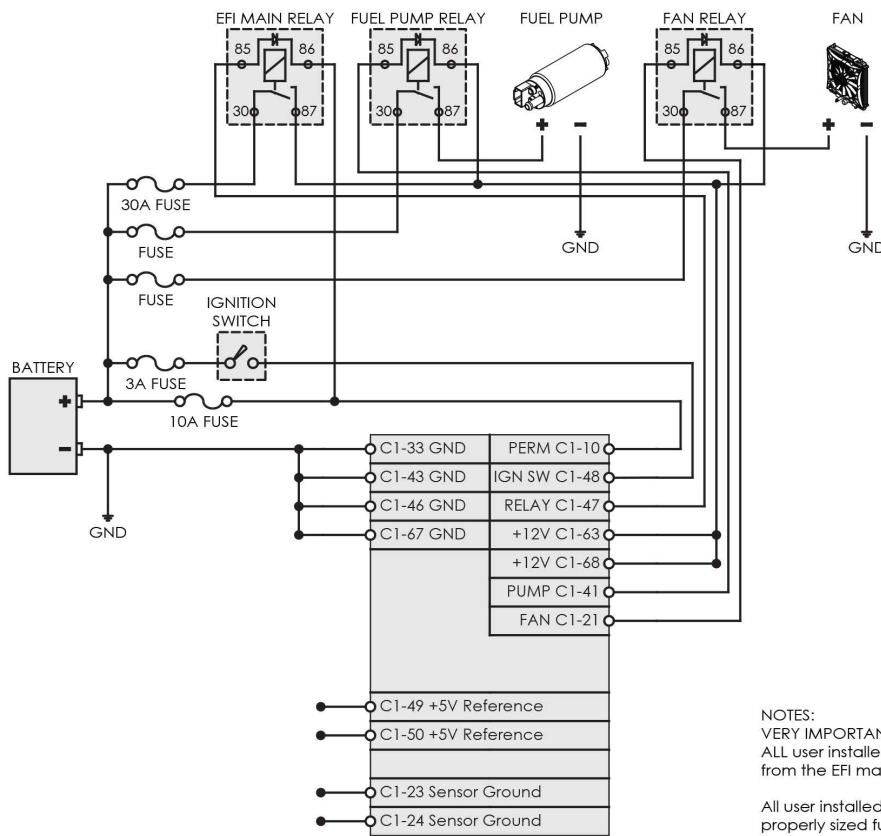 EFI MAIN RELAY FUEL PUMP RELAY FUEL PUMP FAN RELAY FAN
85 86 85 86 85 86
30 87 30 87 30 87
+ - + -
30A FUSE
GND GND
FUSE
FUSE
IGNITION
SWITCH
BATTERY
3A FUSE
+
10A FUSE
-
C1-33 GND PERM C1-10
C1-43 GND IGN SW C1-48
C1-46 GND RELAY C1-47
GND
C1-67 GND +12V C1-63
+12V C1-68
PUMP C1-41
FAN C1-21
C1-49 +5V Reference
C1-50 +5V Reference
C1-23 Sensor Ground
C1-24 Sensor Ground
NOTES:
VERY IMPORTAN
ALL user installe
from the EFI ma
All user installed
properly sized fu